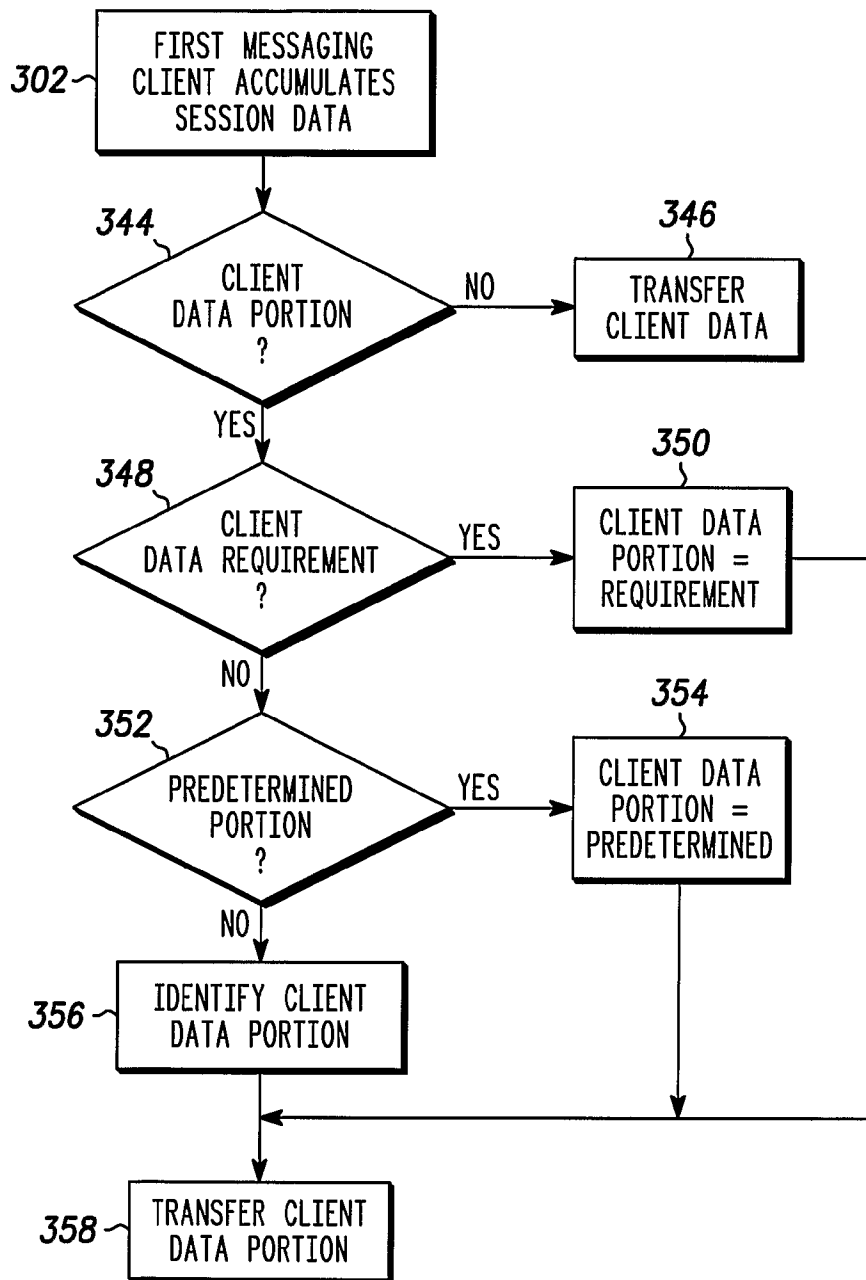 302
FIRST MESSAGING
CLIENT ACCUMULATES
SESSION DATA
344
CLIENT
DATA PORTION
?
NO
346
TRANSFER
CLIENT DATA
YES
348
CLIENT
DATA REQUIREMENT
?
YES
350
CLIENT DATA
PORTION =
REQUIREMENT
NO
352
PREDETERMINED
PORTION
?
YES
354
CLIENT DATA
PORTION =
PREDETERMINED
NO
356
IDENTIFY CLIENT
DATA PORTION
358
TRANSFER CLIENT
DATA PORTION